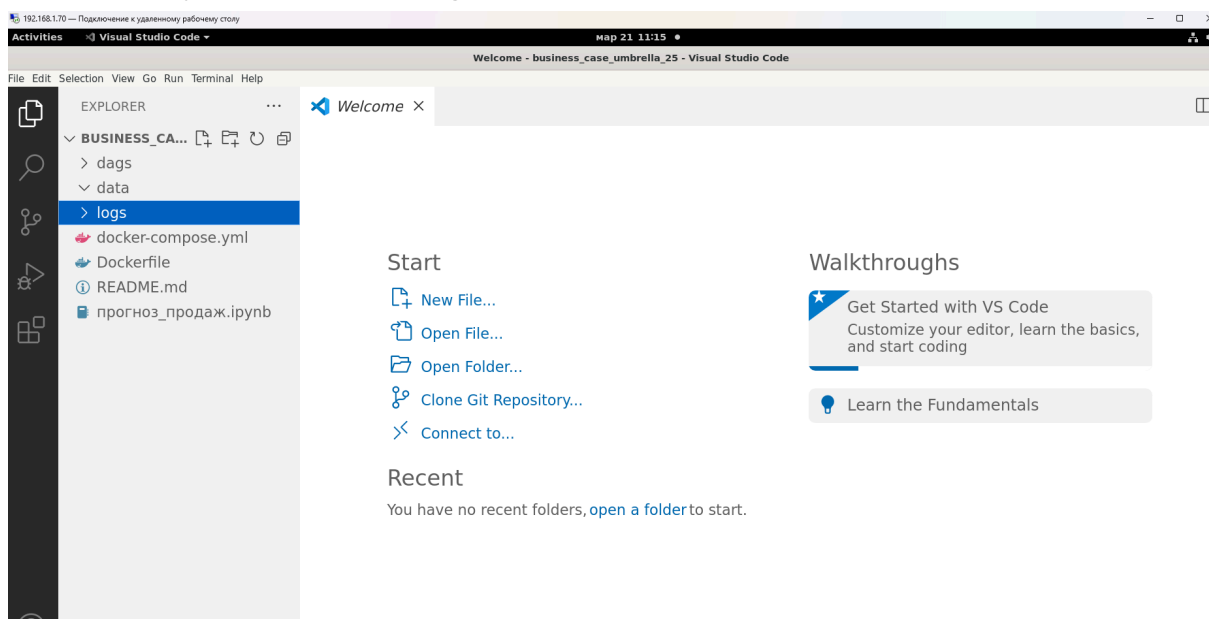 192.168.1.70 — Подключение к удаленному рабочему столу
Activities Visual Studio Code
мар 21 11:15
Welcome - business_case_umbrella_25 - Visual Studio Code
File Edit Selection View Go Run Terminal Help
EXPLORER
Welcome
BUSINESS_CA...
dags
data
logs
docker-compose.yml
Dockerfile
README.md
прогноз_продаж.ipynb
Start
New File...
Open File...
Open Folder...
Clone Git Repository...
Connect to...
Recent
You have no recent folders, open a folder to start.
Walkthroughs
Get Started with VS Code
Customize your editor, learn the basics,
and start coding
Learn the Fundamentals